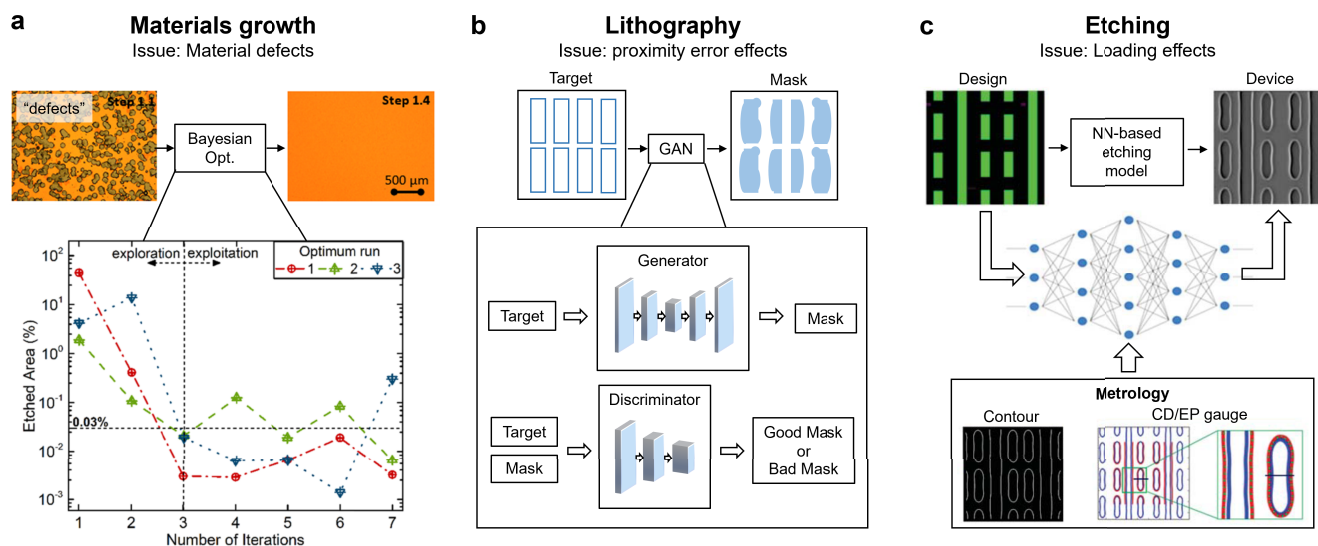 a
Materials growth
Issue: Material defects
“defects”
Step 1.1
Bayesian
Opt.
Step 1.4
500 µm
exploration
exploitation
Optimum run
1
2
3
Etched Area (%)
10²
10¹
10⁰
10⁻¹
0.03%
10⁻²
10⁻³
1
2
3
4
5
6
7
Number of Iterations
b
Lithography
Issue: proximity error effects
Target
Mask
GAN
Generator
Target
Mask
Discriminator
Target
Mask
Good Mask
or
Bad Mask
c
Etching
Issue: Loading effects
Design
Device
NN-based
etching
model
Metrology
Contour
CD/EP gauge